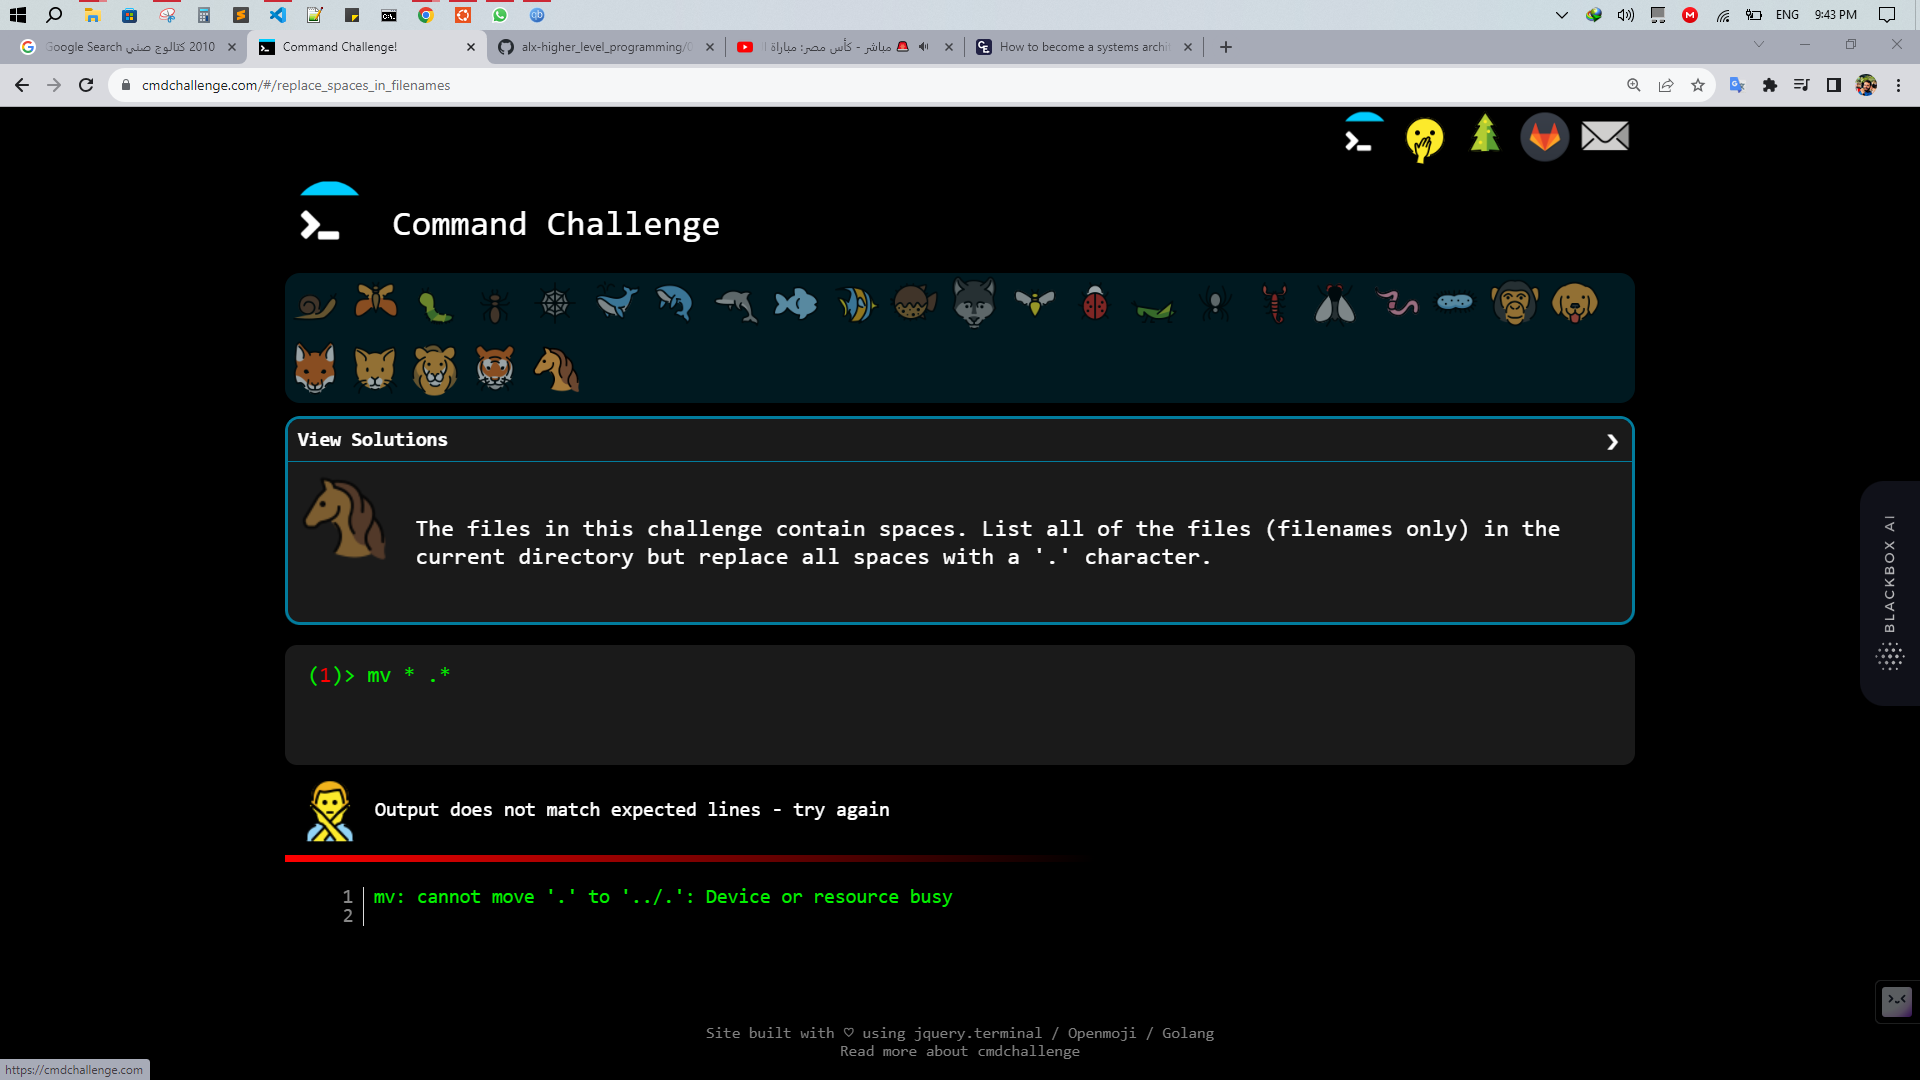 ENG
9:43 PM
Google Search كتالوج صني 2010
Command Challenge!
alx-higher_level_programming/0
مباشر - كأس مصر: مباراة
How to become a systems archi
cmdchallenge.com/#/replace_spaces_in_filenames
Command Challenge
View Solutions
The files in this challenge contain spaces. List all of the files (filenames only) in the
current directory but replace all spaces with a '.' character.
(1)> mv * .*
Output does not match expected lines - try again
1 mv: cannot move '.' to '../.': Device or resource busy
2
BLACKBOX AI
Site built with ♡ using jquery.terminal / Openmoji / Golang
Read more about cmdchallenge
https://cmdchallenge.com